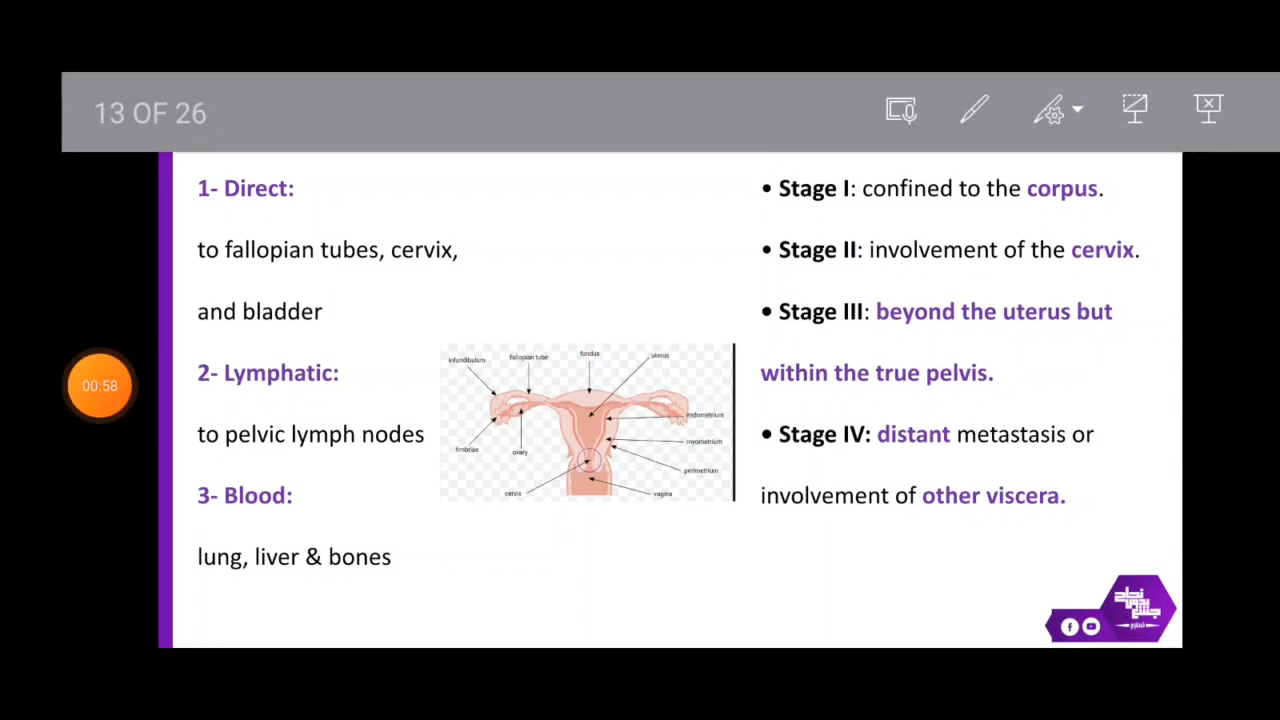 13 OF 26
1- Direct:
to fallopian tubes, cervix,
and bladder
2- Lymphatic:
to pelvic lymph nodes
3- Blood:
lung, liver & bones
00:58
infundibulum
fallopian tube
fundus
uterus
endometrium
myometrium
perimetrium
fimbriae
ovary
cervix
vagina
• Stage I: confined to the corpus.
• Stage II: involvement of the cervix.
• Stage III: beyond the uterus but
within the true pelvis.
• Stage IV: distant metastasis or
involvement of other viscera.